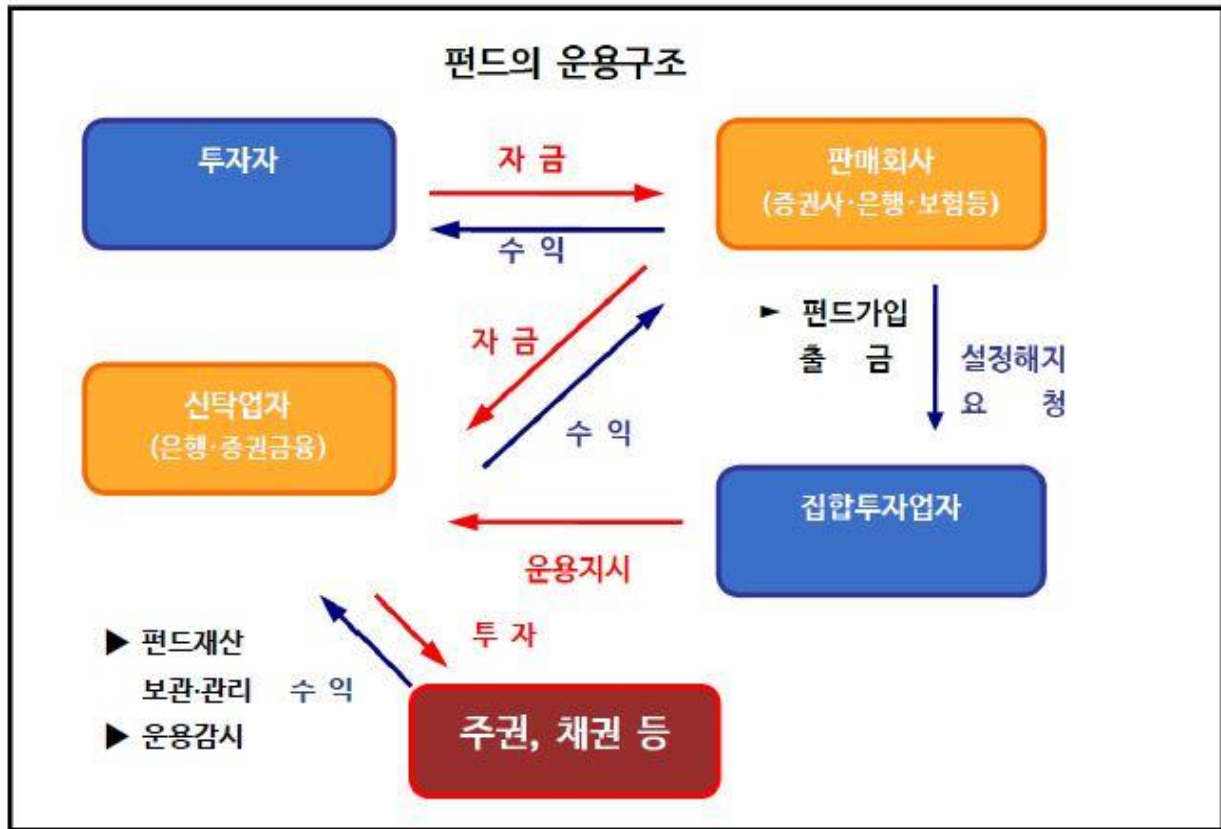 펀드의 운용구조
투자자
자 금
판매회사
(증권사·은행·보험등)
수 익
► 펀드가입
출 금
설정해지
요 청
자 금
신탁업자
(은행·증권금융)
수 익
집합투자업자
운용지시
투 자
▶ 펀드재산
보관·관리
수 익
▶ 운용감시
주권, 채권 등